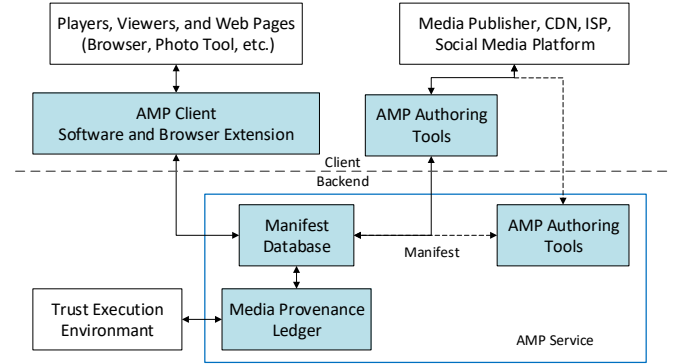 Players, Viewers, and Web Pages
(Browser, Photo Tool, etc.)
Media Publisher, CDN, ISP,
Social Media Platform
AMP Client
Software and Browser Extension
AMP Authoring
Tools
Client
Backend
Manifest
Database
AMP Authoring
Tools
Manifest
Trust Execution
Environmant
Media Provenance
Ledger
AMP Service